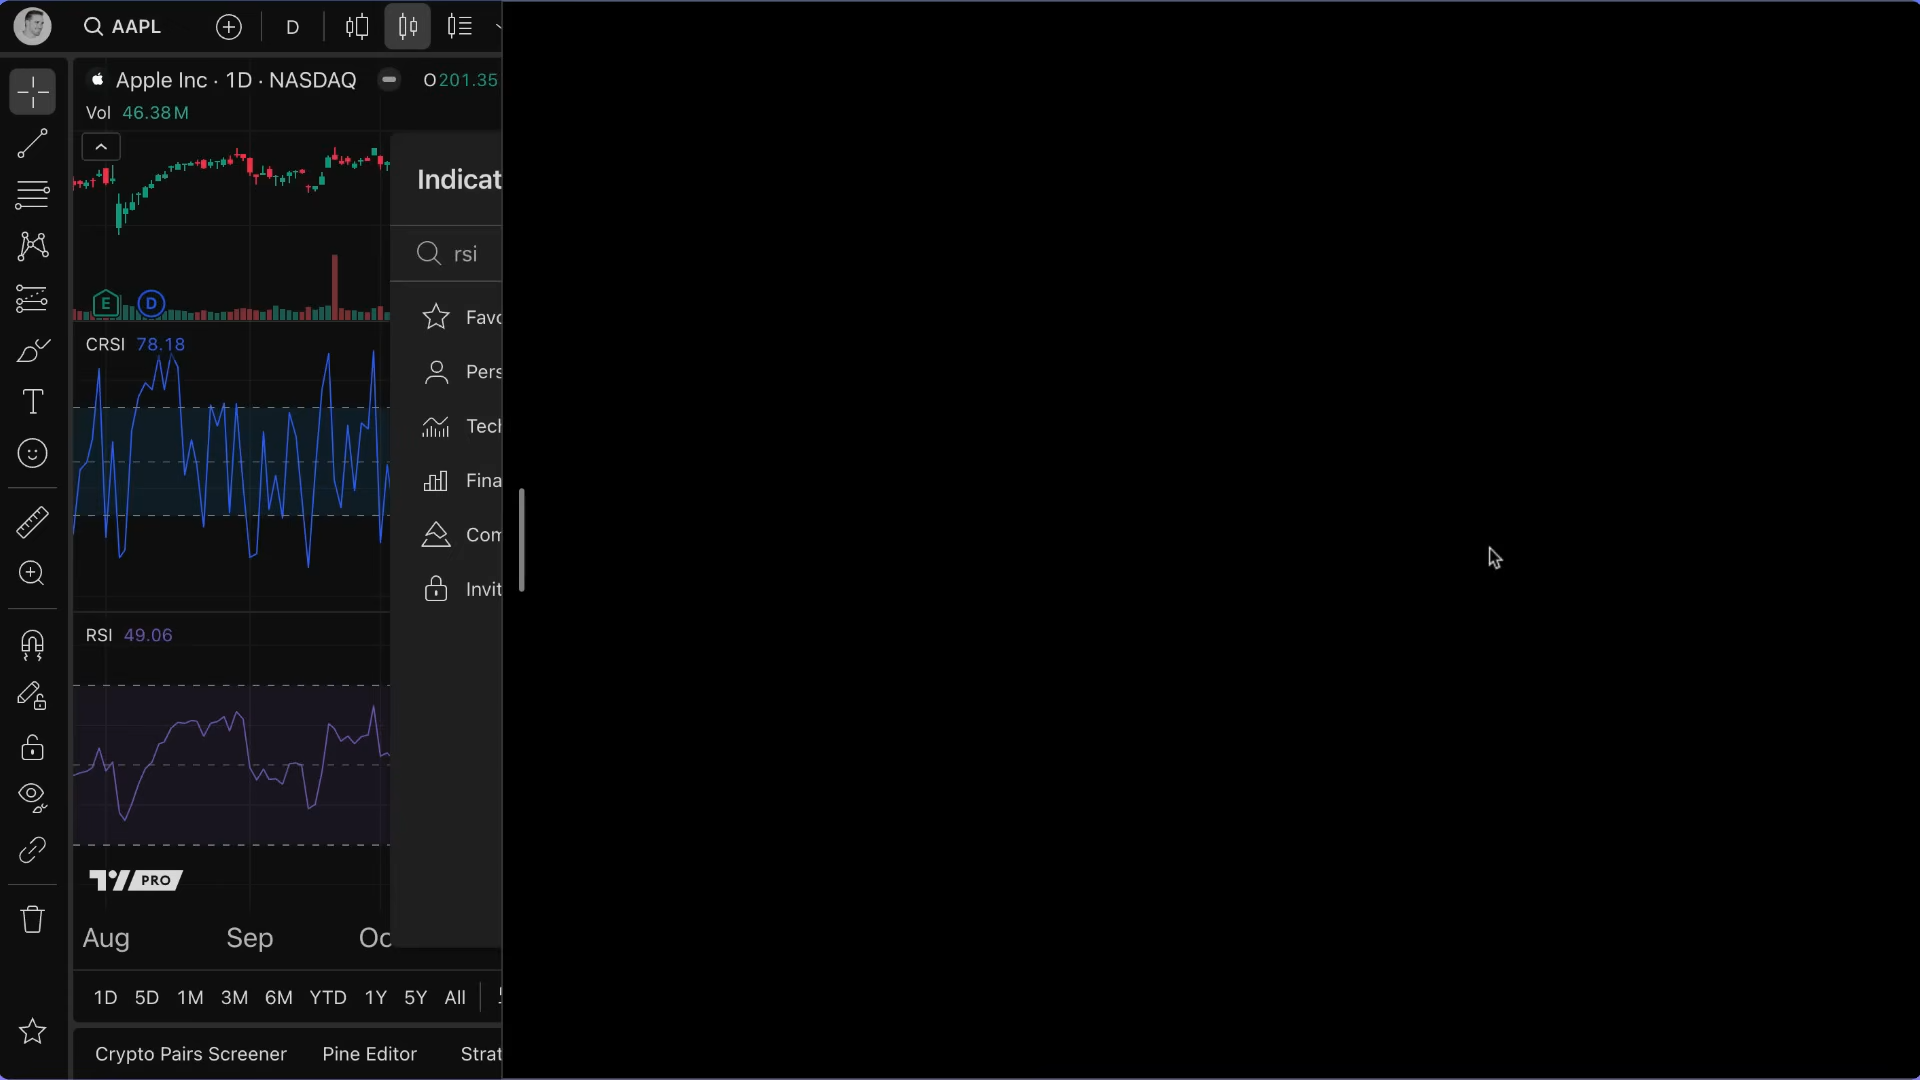 AAPL D
Apple Inc · 1D · NASDAQ O201.35
Vol 46.38M
Indicat
rsi
E D
Favo
CRSI 78.18
Pers
Tech
Fina
Com
Invit
RSI 49.06
PRO
Aug Sep Oc
1D 5D 1M 3M 6M YTD 1Y 5Y All
Crypto Pairs Screener Pine Editor Strat